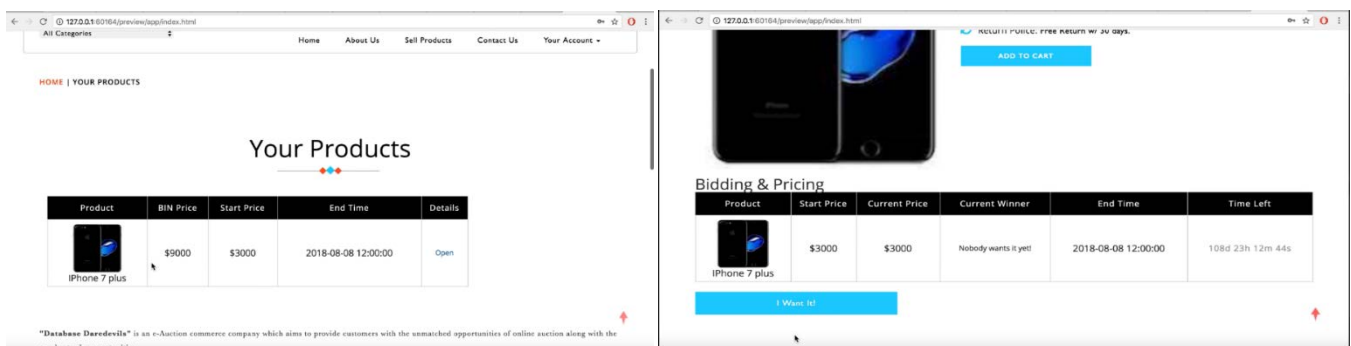 127.0.0.1:60164/preview/app/index.html
All Categories
Home About Us Sell Products Contact Us Your Account
HOME | YOUR PRODUCTS
Your Products
Product BIN Price Start Price End Time Details
$9000 $3000 2018-08-08 12:00:00 Open
IPhone 7 plus
"Database Daredevils" is an e-Auction commerce company which aims to provide customers with the unmatched opportunities of online auction along with the
127.0.0.1:60164/preview/app/index.html
Return Police: Free Return w/ 30 days.
ADD TO CART
iPhone
Bidding & Pricing
Product Start Price Current Price Current Winner End Time Time Left
$3000 $3000 Nobody wants it yet! 2018-08-08 12:00:00 108d 23h 12m 44s
IPhone 7 plus
I Want It!